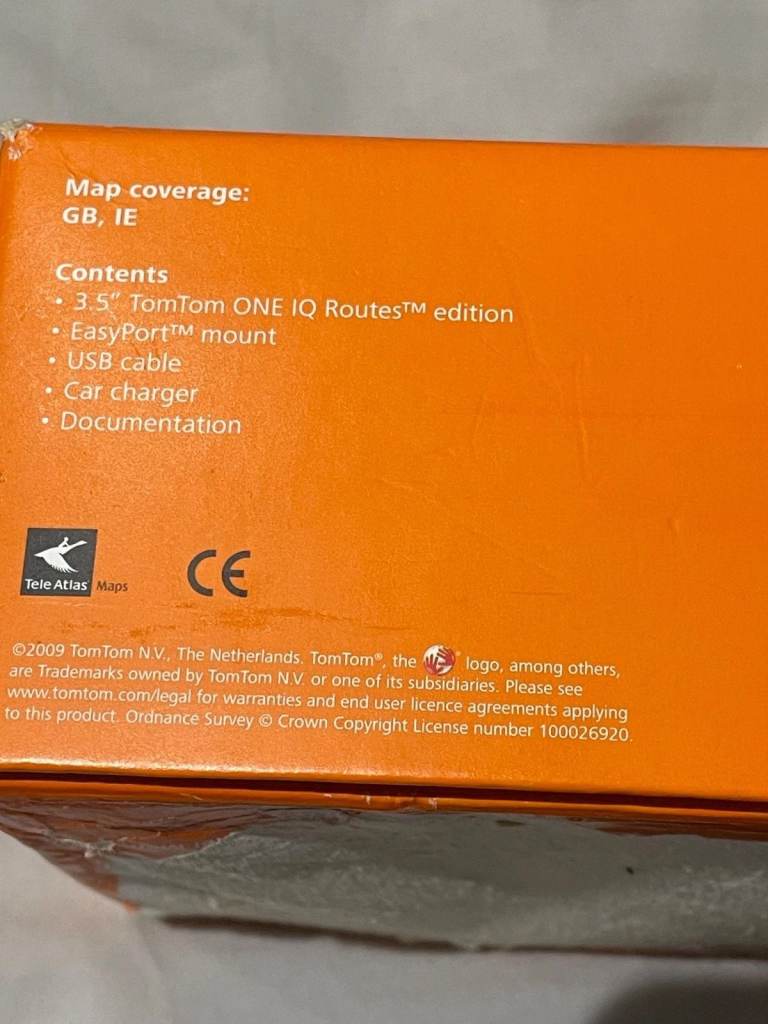 Map coverage:
GB, IE
Contents
• 3.5" TomTom ONE IQ Routes™ edition
• EasyPort™ mount
• USB cable
• Car charger
• Documentation
Tele Atlas Maps
CE
©2009 TomTom N.V., The Netherlands. TomTom®, the logo, among others,
are Trademarks owned by TomTom N.V. or one of its subsidiaries. Please see
www.tomtom.com/legal for warranties and end user licence agreements applying
to this product. Ordnance Survey © Crown Copyright License number 100026920.